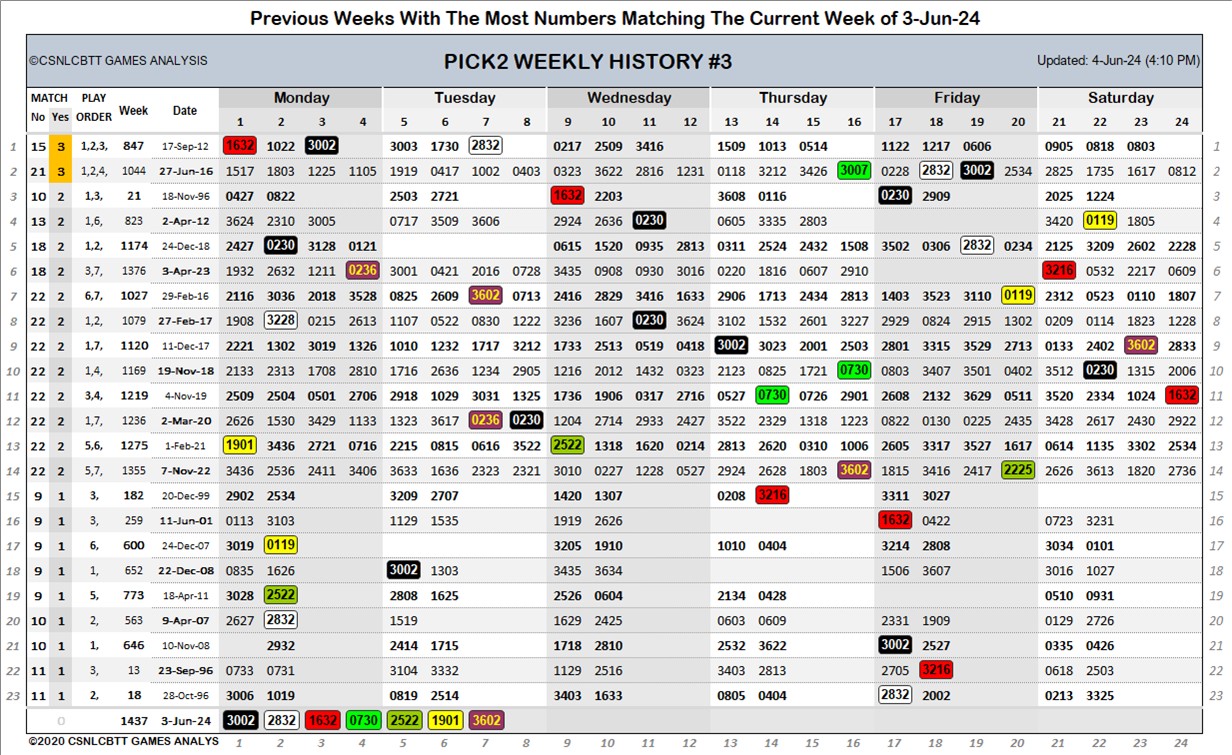 Previous Weeks With The Most Numbers Matching The Current Week of 3-Jun-24
©CSNLCBTT GAMES ANALYSIS PICK2 WEEKLY HISTORY #3 Updated: 4-Jun-24 (4:10 PM)
MATCH PLAY Week Date Monday Tuesday Wednesday Thursday Friday Saturday
No Yes ORDER 1 2 3 4 5 6 7 8 9 10 11 12 13 14 15 16 17 18 19 20 21 22 23 24
1 15 3 1,2,3, 847 17-Sep-12 1632 1022 3002 3003 1730 2832 0217 2509 3416 1509 1013 0514 1122 1217 0606 0905 0818 0803 1
2 21 3 1,2,4, 1044 27-Jun-16 1517 1803 1225 1105 1919 0417 1002 0403 0323 3622 2816 1231 0118 3212 3426 3007 0228 2832 3002 2534 2825 1735 1617 0812 2
3 10 2 1,3, 21 18-Nov-96 0427 0822 2503 2721 1632 2203 3608 0116 0230 2909 2025 1224 3
4 13 2 1,6, 823 2-Apr-12 3624 2310 3005 0717 3509 3606 2924 2636 0230 0605 3335 2803 3420 0119 1805 4
5 18 2 1,2, 1174 24-Dec-18 2427 0230 3128 0121 0615 1520 0935 2813 0311 2524 2432 1508 3502 0306 2832 0234 2125 3209 2602 2228 5
6 18 2 3,7, 1376 3-Apr-23 1932 2632 1211 0236 3001 0421 2016 0728 3435 0908 0930 3016 0220 1816 0607 2910 3216 0532 2217 0609 6
7 22 2 6,7, 1027 29-Feb-16 2116 3036 2018 3528 0825 2609 3602 0713 2416 2829 3416 1633 2906 1713 2434 2813 1403 3523 3110 0119 2312 0523 0110 1807 7
8 22 2 1,2, 1079 27-Feb-17 1908 3228 0215 2613 1107 0522 0830 1222 3236 1607 0230 3624 3102 1532 2601 3227 2929 0824 2915 1302 0209 0114 1823 1228 8
9 22 2 1,7, 1120 11-Dec-17 2221 1302 3019 1326 1010 1232 1717 3212 1733 2513 0519 0418 3002 3023 2001 2503 2801 3315 3529 2713 0133 2402 3602 2833 9
10 22 2 1,4, 1169 19-Nov-18 2133 2313 1708 2810 1716 2636 1234 2905 1216 2012 1432 0323 2123 0825 1721 0730 0803 3407 3501 0402 3512 0230 1315 2006 10
11 22 2 3,4, 1219 4-Nov-19 2509 2504 0501 2706 2918 1029 3031 1325 1736 1906 0317 2716 0527 0730 0726 2901 2608 2132 3629 0511 3520 2334 1024 1632 11
12 22 2 1,7, 1236 2-Mar-20 2626 1530 3429 1133 1323 3617 0236 0230 1204 2714 2933 2427 3522 2329 1318 1223 0822 0130 0225 2435 3428 2617 2430 2922 12
13 22 2 5,6, 1275 1-Feb-21 1901 3436 2721 0716 2215 0815 0616 3522 2522 1318 1620 0214 2813 2620 0310 1006 2605 1317 3527 1617 0614 1135 3302 2534 13
14 22 2 5,7, 1355 7-Nov-22 3436 2536 2411 3406 3633 1636 2323 2321 3010 0227 1228 0527 2924 2628 1803 3602 1815 3416 2417 2225 2626 3613 1820 2736 14
15 9 1 3, 182 20-Dec-99 2902 2534 3209 2707 1420 1307 0208 3216 3311 3027 15
16 9 1 3, 259 11-Jun-01 0113 3103 1129 1535 1919 2626 1632 0422 0723 3231 16
17 9 1 6, 600 24-Dec-07 3019 0119 3205 1910 1010 0404 3214 2808 3034 0101 17
18 9 1 1, 652 22-Dec-08 0835 1626 3002 1303 3435 3634 1506 3607 3016 1027 18
19 9 1 5, 773 18-Apr-11 3028 2522 2808 1625 2526 0604 2134 0428 0510 0931 19
20 10 1 2, 563 9-Apr-07 2627 2832 1519 1629 2425 0603 0609 2331 1909 0129 2726 20
21 10 1 1, 646 10-Nov-08 2932 2414 1715 1718 2810 2532 3622 3002 2527 0335 0426 21
22 11 1 3, 13 23-Sep-96 0733 0731 3104 3332 1129 2516 3403 2813 2705 3216 0618 2503 22
23 11 1 2, 18 28-Oct-96 3006 1019 0819 2514 3403 1633 0805 0404 2832 2002 0213 3325 23
0 1437 3-Jun-24 3002 2832 1632 0730 2522 1901 3602
©2020 CSNLCBTT GAMES ANALYS 1 2 3 4 5 6 7 8 9 10 11 12 13 14 15 16 17 18 19 20 21 22 23 24